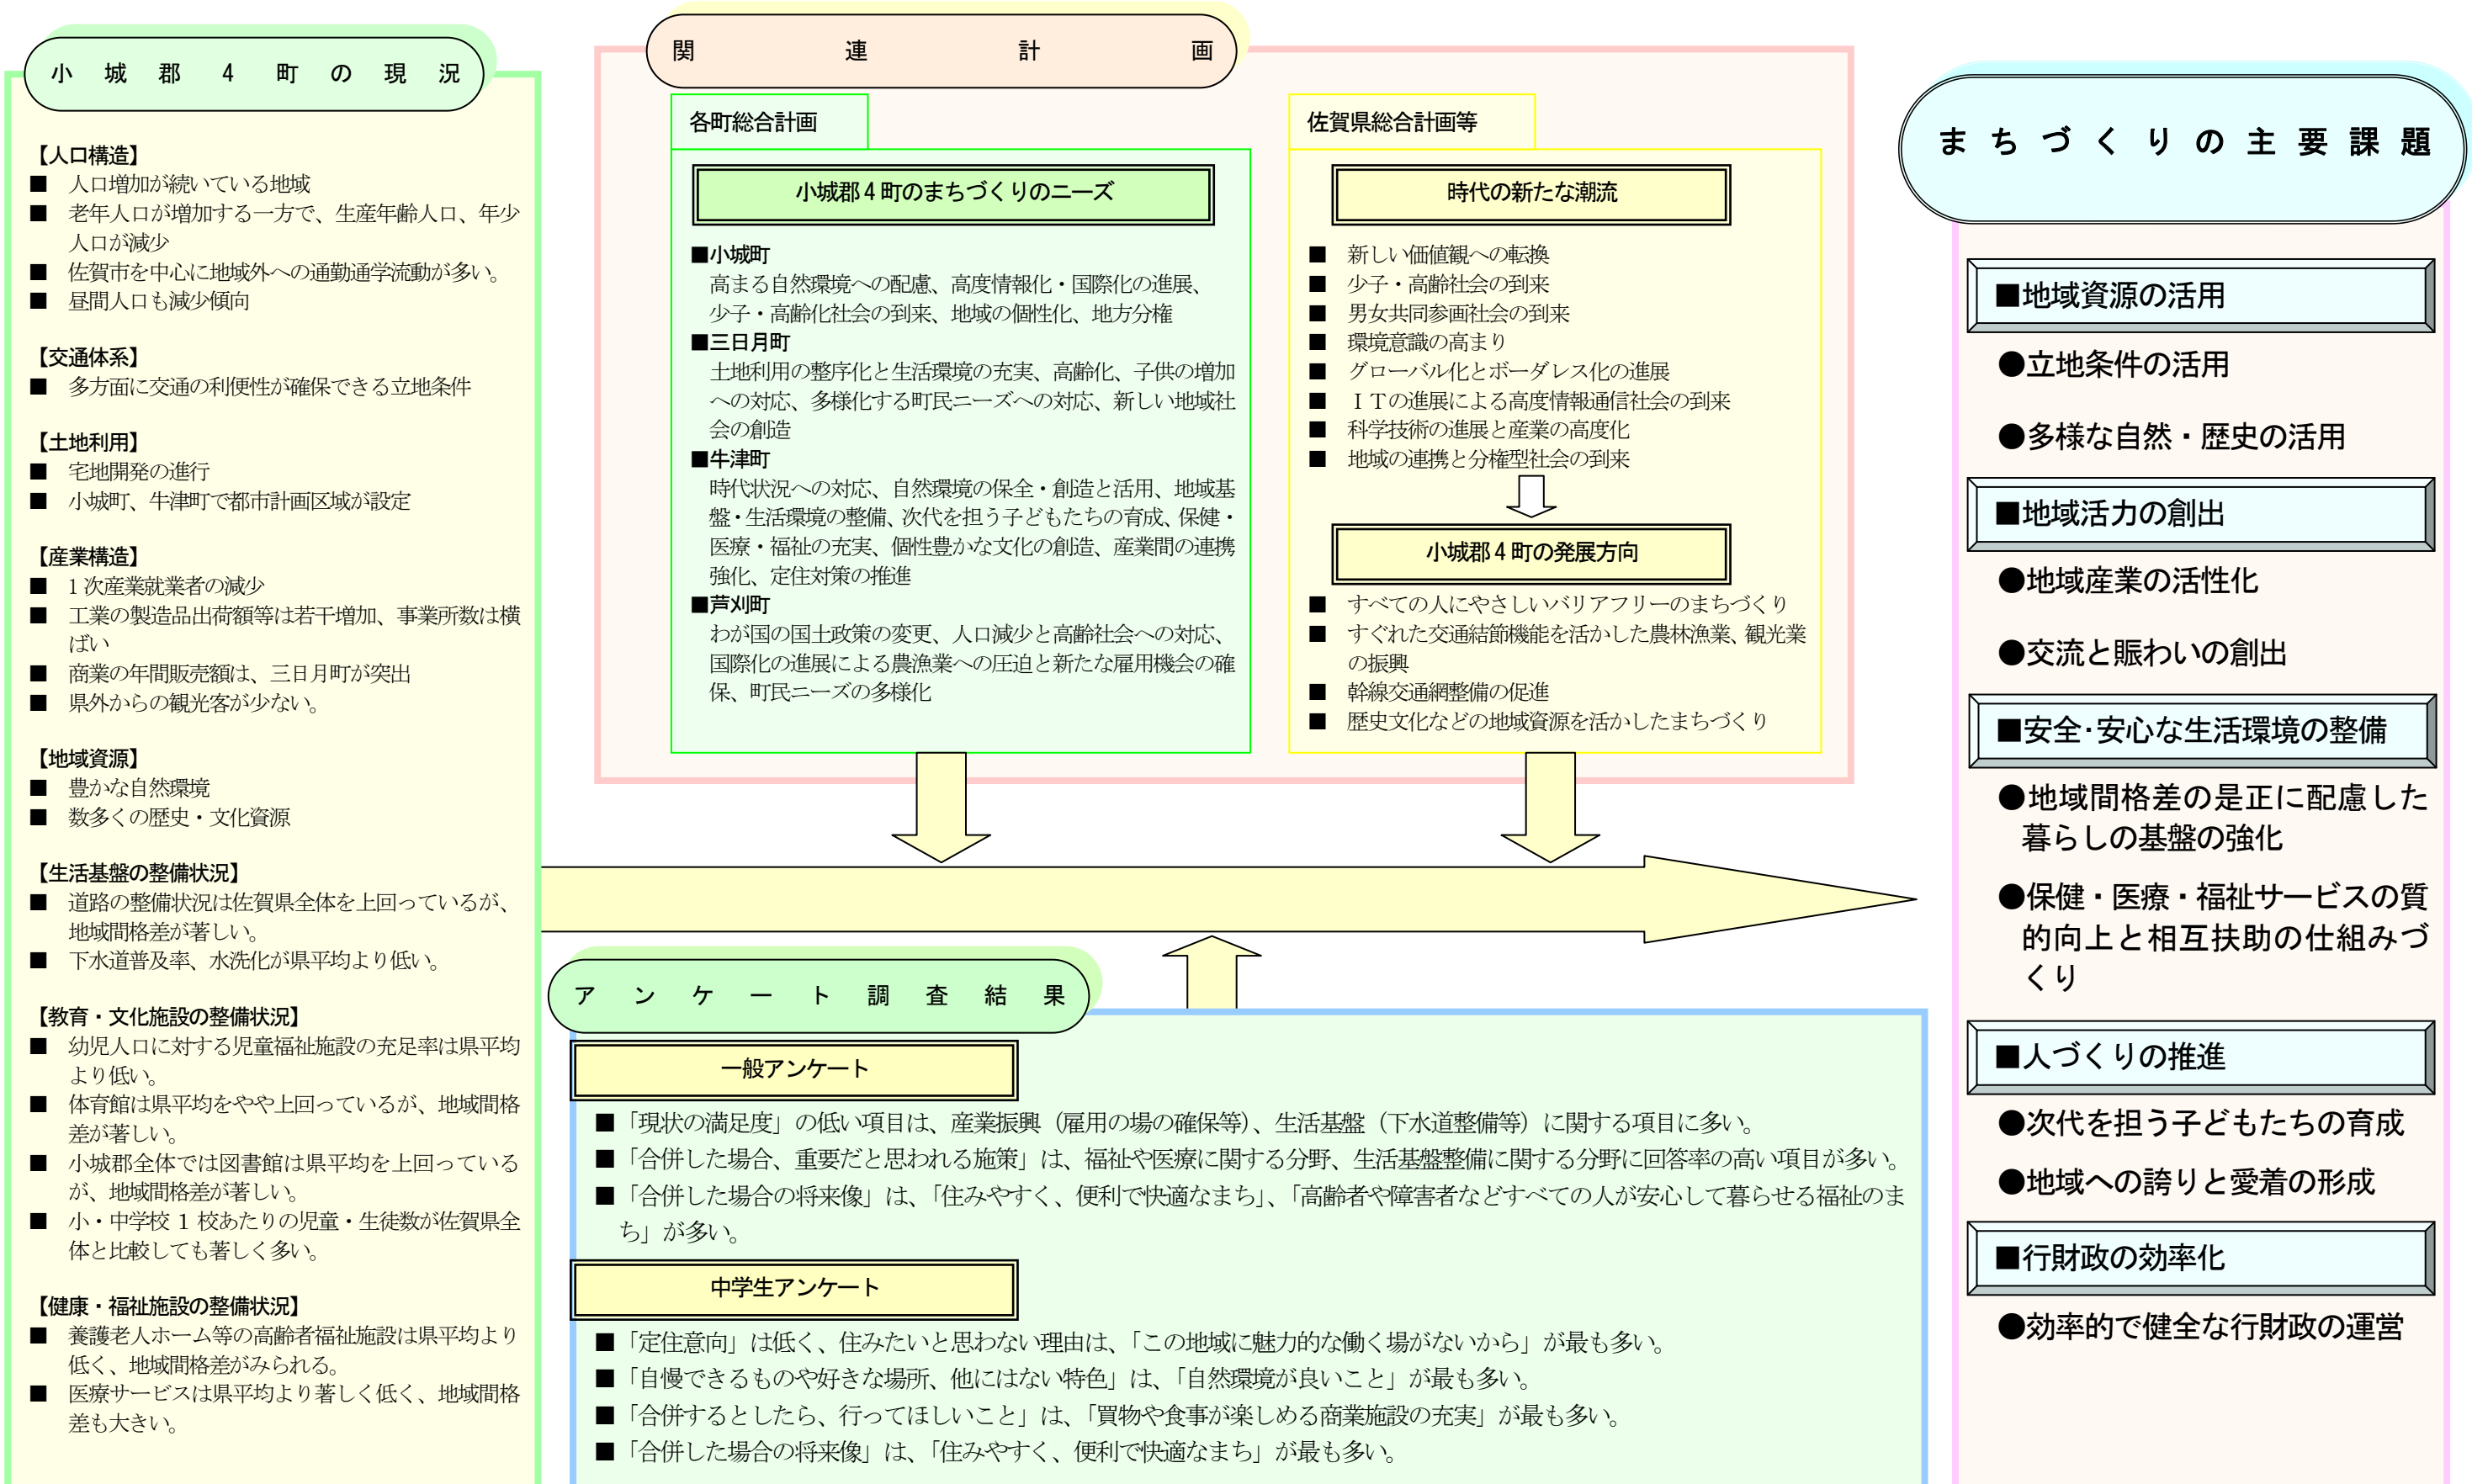 小城郡４町の現況
【人口構造】
■ 人口増加が続いている地域
■ 老年人口が増加する一方で、生産年齢人口、年少
人口が減少
■ 佐賀市を中心に地域外への通勤通学流動が多い。
■ 昼間人口も減少傾向
【交通体系】
■ 多方面に交通の利便性が確保できる立地条件
【土地利用】
■ 宅地開発の進行
■ 小城町、牛津町で都市計画区域が設定
【産業構造】
■ 1次産業就業者の減少
■ 工業の製造品出荷額等は若干増加、事業所数は横
ばい
■ 商業の年間販売額は、三日月町が突出
■ 県外からの観光客が少ない。
【地域資源】
■ 豊かな自然環境
■ 数多くの歴史・文化資源
【生活基盤の整備状況】
■ 道路の整備状況は佐賀県全体を上回っているが、
地域間格差が著しい。
■ 下水道普及率、水洗化が県平均より低い。
【教育・文化施設の整備状況】
■ 幼児人口に対する児童福祉施設の充足率は県平均
より低い。
■ 体育館は県平均をやや上回っているが、地域間格
差が著しい。
■ 小城郡全体では図書館は県平均を上回っている
が、地域間格差が著しい。
■ 小・中学校 1 校あたりの児童・生徒数が佐賀県全
体と比較しても著しく多い。
【健康・福祉施設の整備状況】
■ 養護老人ホーム等の高齢者福祉施設は県平均より
低く、地域間格差がみられる。
■ 医療サービスは県平均より著しく低く、地域間格
差も大きい。
関連計画
各町総合計画
小城郡４町のまちづくりのニーズ
■小城町
高まる自然環境への配慮、高度情報化・国際化の進展、
少子・高齢化社会の到来、地域の個性化、地方分権
■三日月町
土地利用の整序化と生活環境の充実、高齢化、子供の増加
への対応、多様化する町民ニーズへの対応、新しい地域社
会の創造
■牛津町
時代状況への対応、自然環境の保全・創造と活用、地域基
盤・生活環境の整備、次代を担う子どもたちの育成、保健・
医療・福祉の充実、個性豊かな文化の創造、産業間の連携
強化、定住対策の推進
■芦刈町
わが国の国土政策の変更、人口減少と高齢社会への対応、
国際化の進展による農漁業への圧迫と新たな雇用機会の確
保、町民ニーズの多様化
佐賀県総合計画等
時代の新たな潮流
■ 新しい価値観への転換
■ 少子・高齢社会の到来
■ 男女共同参画社会の到来
■ 環境意識の高まり
■ グローバル化とボーダレス化の進展
■ ＩＴの進展による高度情報通信社会の到来
■ 科学技術の進展と産業の高度化
■ 地域の連携と分権型社会の到来
小城郡４町の発展方向
■ すべての人にやさしいバリアフリーのまちづくり
■ すぐれた交通結節機能を活かした農林漁業、観光業
の振興
■ 幹線交通網整備の促進
■ 歴史文化などの地域資源を活かしたまちづくり
アンケート調査結果
一般アンケート
■「現状の満足度」の低い項目は、産業振興（雇用の場の確保等）、生活基盤（下水道整備等）に関する項目に多い。
■「合併した場合、重要だと思われる施策」は、福祉や医療に関する分野、生活基盤整備に関する分野に回答率の高い項目が多い。
■「合併した場合の将来像」は、「住みやすく、便利で快適なまち」、「高齢者や障害者などすべての人が安心して暮らせる福祉のま
ち」が多い。
中学生アンケート
■「定住意向」は低く、住みたいと思わない理由は、「この地域に魅力的な働く場がないから」が最も多い。
■「自慢できるものや好きな場所、他にはない特色」は、「自然環境が良いこと」が最も多い。
■「合併するとしたら、行ってほしいこと」は、「買物や食事が楽しめる商業施設の充実」が最も多い。
■「合併した場合の将来像」は、「住みやすく、便利で快適なまち」が最も多い。
まちづくりの主要課題
■地域資源の活用
●立地条件の活用
●多様な自然・歴史の活用
■地域活力の創出
●地域産業の活性化
●交流と賑わいの創出
■安全・安心な生活環境の整備
●地域間格差の是正に配慮した
暮らしの基盤の強化
●保健・医療・福祉サービスの質
的向上と相互扶助の仕組みづ
くり
■人づくりの推進
●次代を担う子どもたちの育成
●地域への誇りと愛着の形成
■行財政の効率化
●効率的で健全な行財政の運営